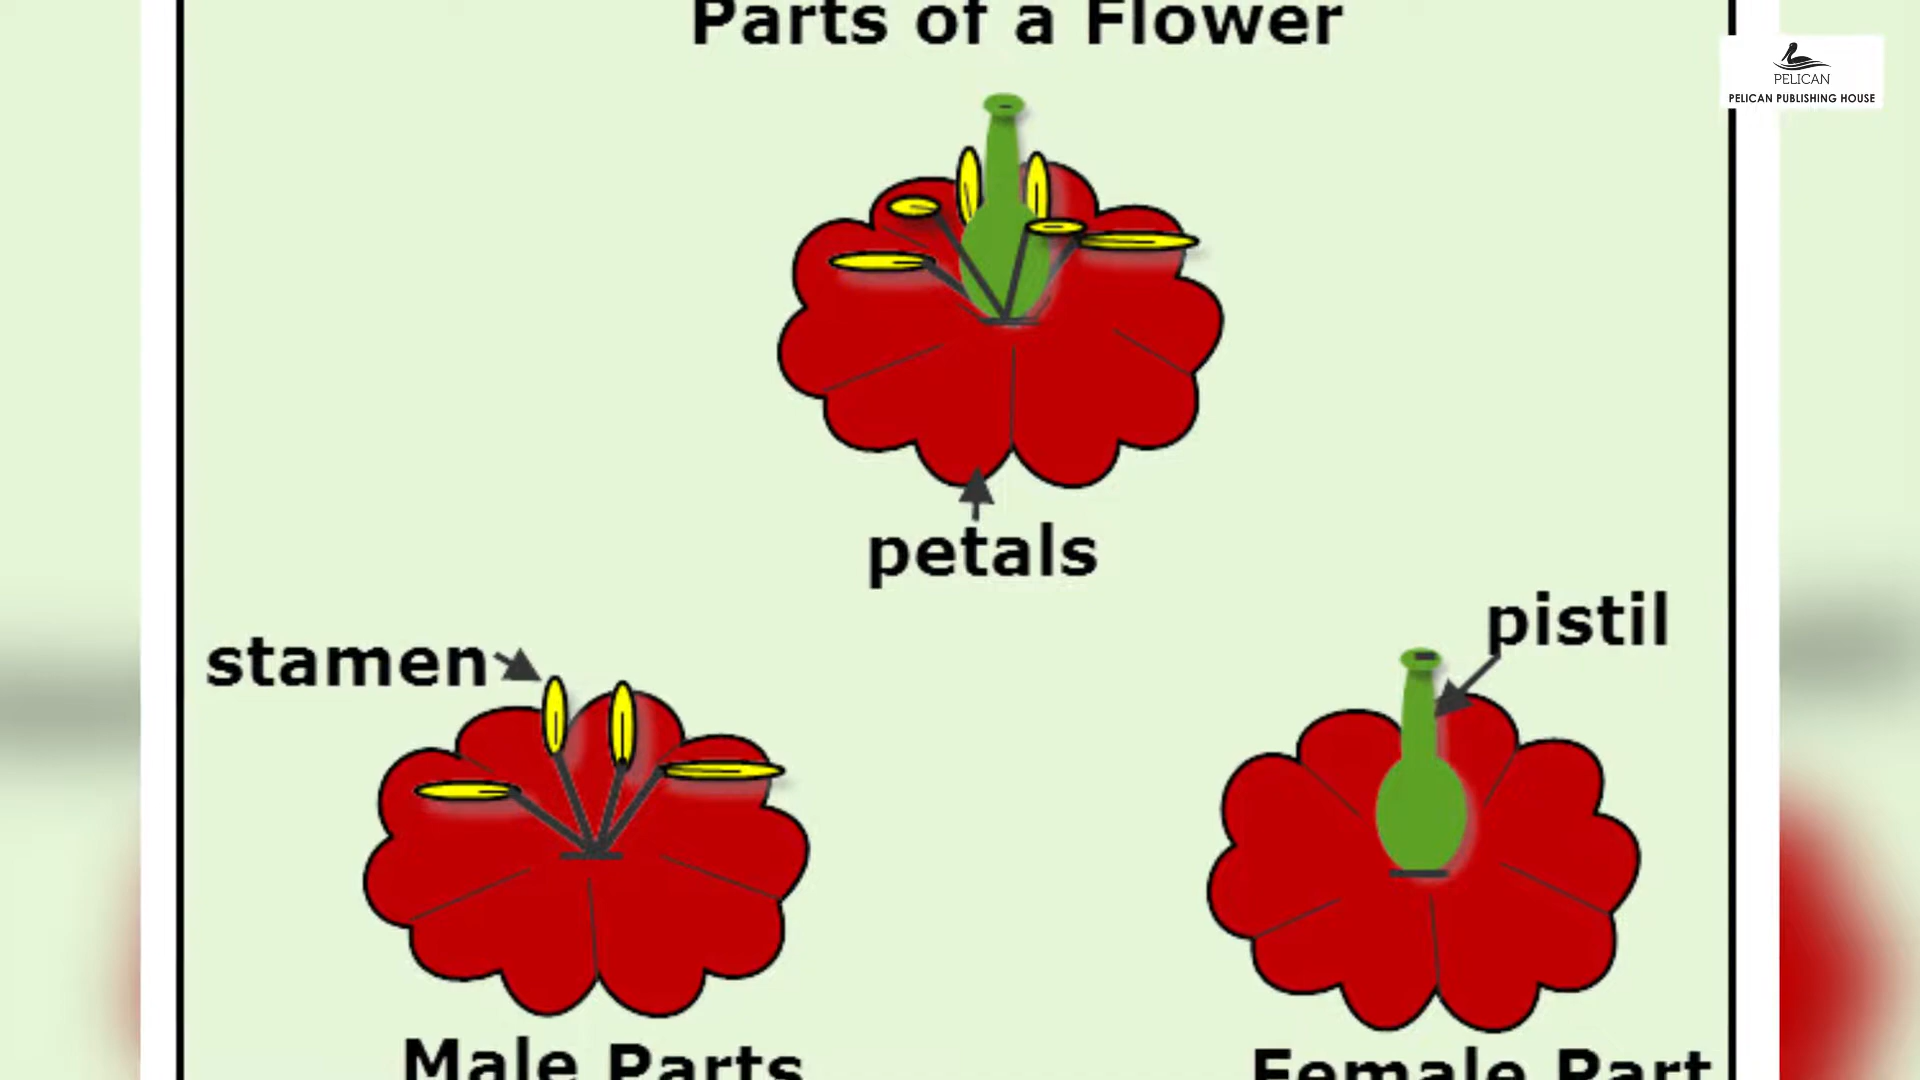 Parts of a Flower
PELICAN
PELICAN PUBLISHING HOUSE
petals
pistil
stamen
Male Parts
Female Part